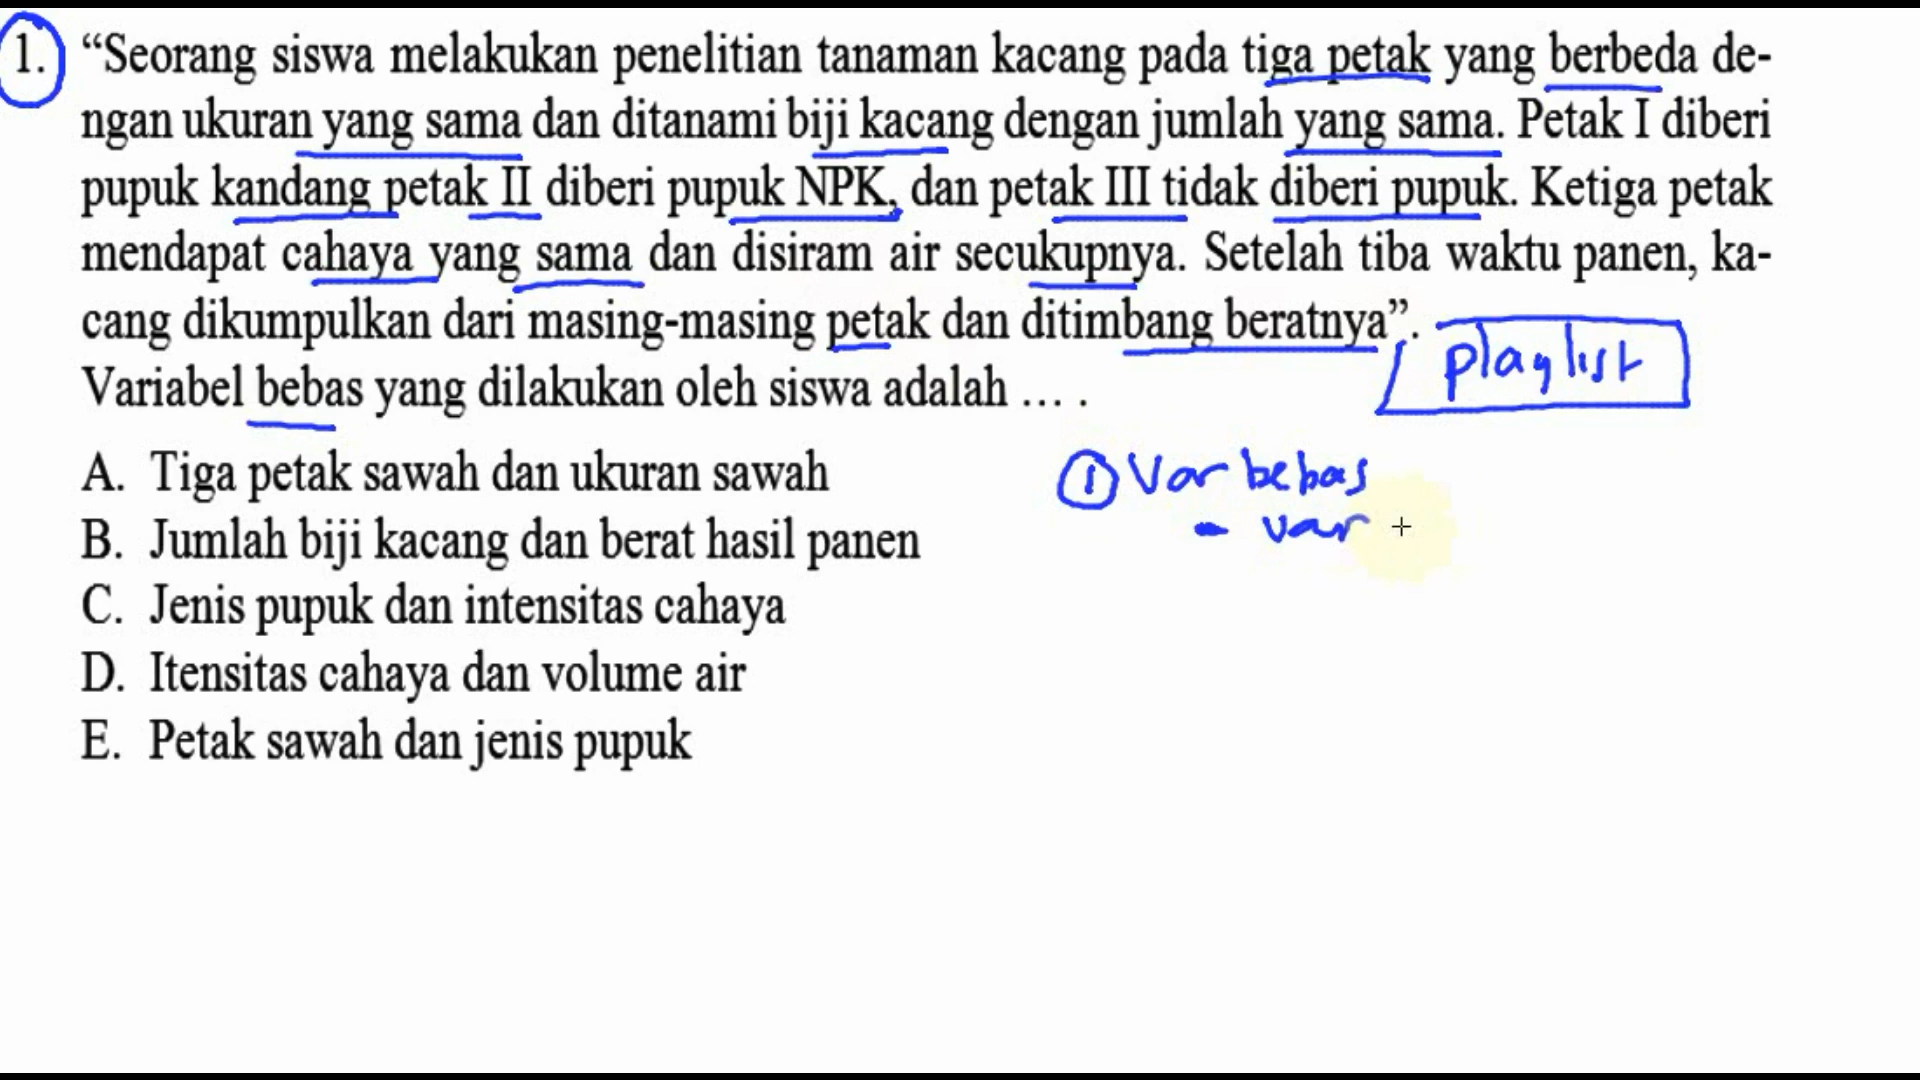 1. “Seorang siswa melakukan penelitian tanaman kacang pada tiga petak yang berbeda de-
ngan ukuran yang sama dan ditanami biji kacang dengan jumlah yang sama. Petak I diberi
pupuk kandang petak II diberi pupuk NPK, dan petak III tidak diberi pupuk. Ketiga petak
mendapat cahaya yang sama dan disiram air secukupnya. Setelah tiba waktu panen, ka-
cang dikumpulkan dari masing-masing petak dan ditimbang beratnya”.
playlist
Variabel bebas yang dilakukan oleh siswa adalah ... .
A. Tiga petak sawah dan ukuran sawah
B. Jumlah biji kacang dan berat hasil panen
C. Jenis pupuk dan intensitas cahaya
D. Itensitas cahaya dan volume air
E. Petak sawah dan jenis pupuk
1 Var bebas
- var